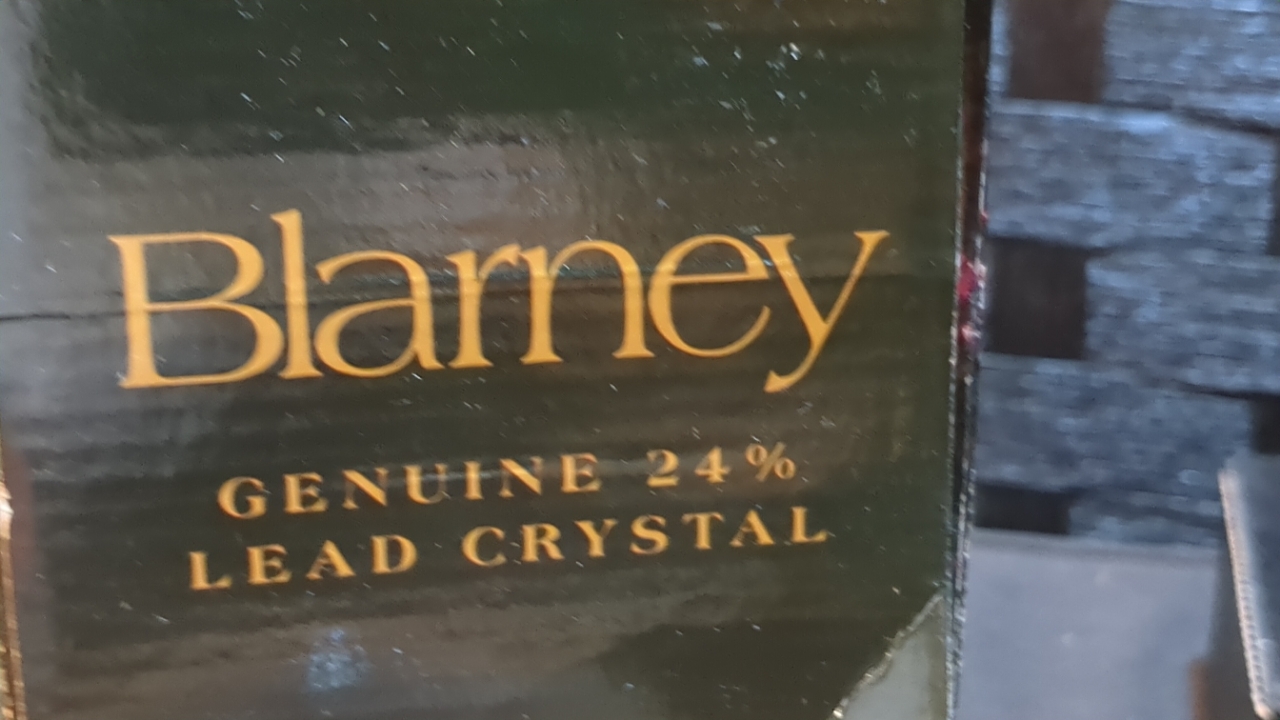 Blarney
GENUINE 24%
LEAD CRYSTAL